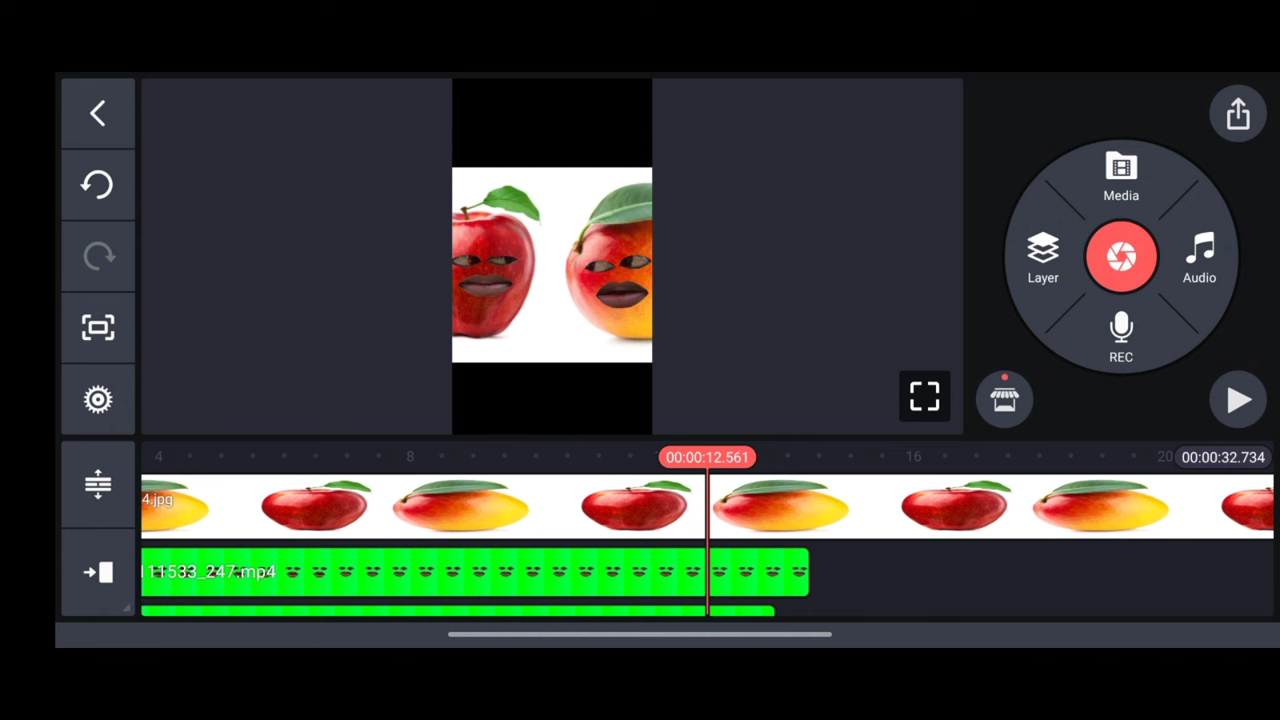 Media
Layer
Audio
REC
4
8
00:00:12.561
16
20
00:00:32.734
4.jpg
111533_247.mp4